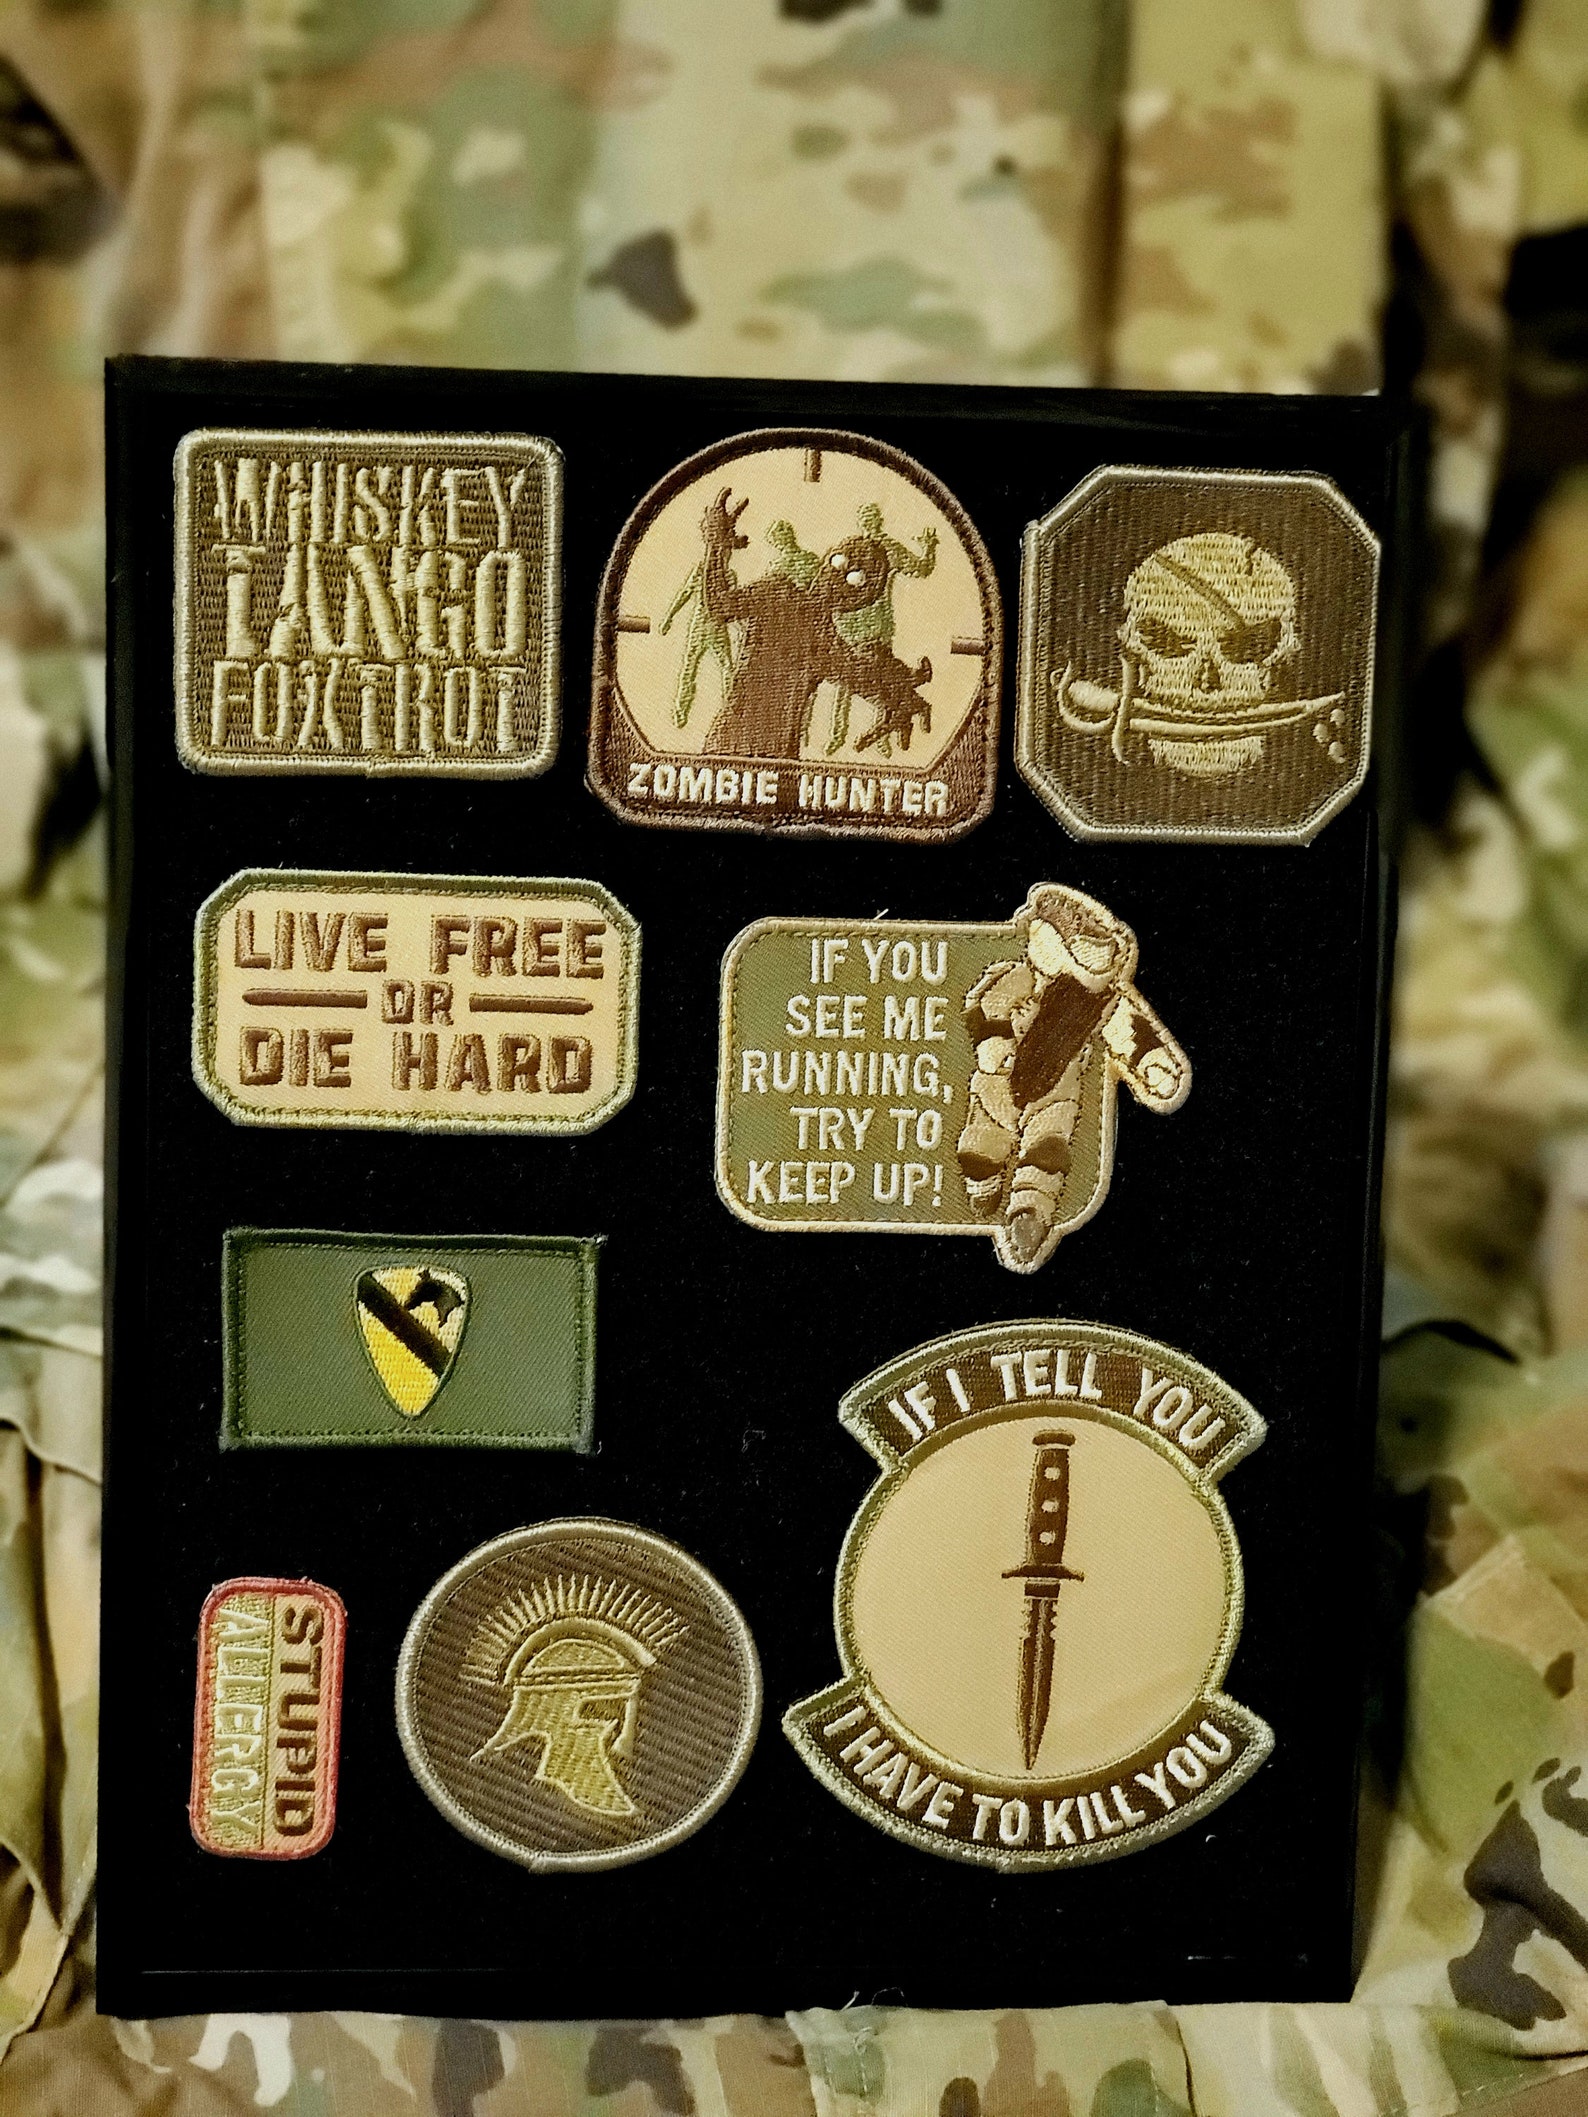 WHISKEY
TANGO
FOXTROT
ZOMBIE HUNTER
LIVE FREE
OR
DIE HARD
IF YOU
SEE ME
RUNNING,
TRY TO
KEEP UP!
IF I TELL YOU
I HAVE TO KILL YOU
STUPID
ALLERGY